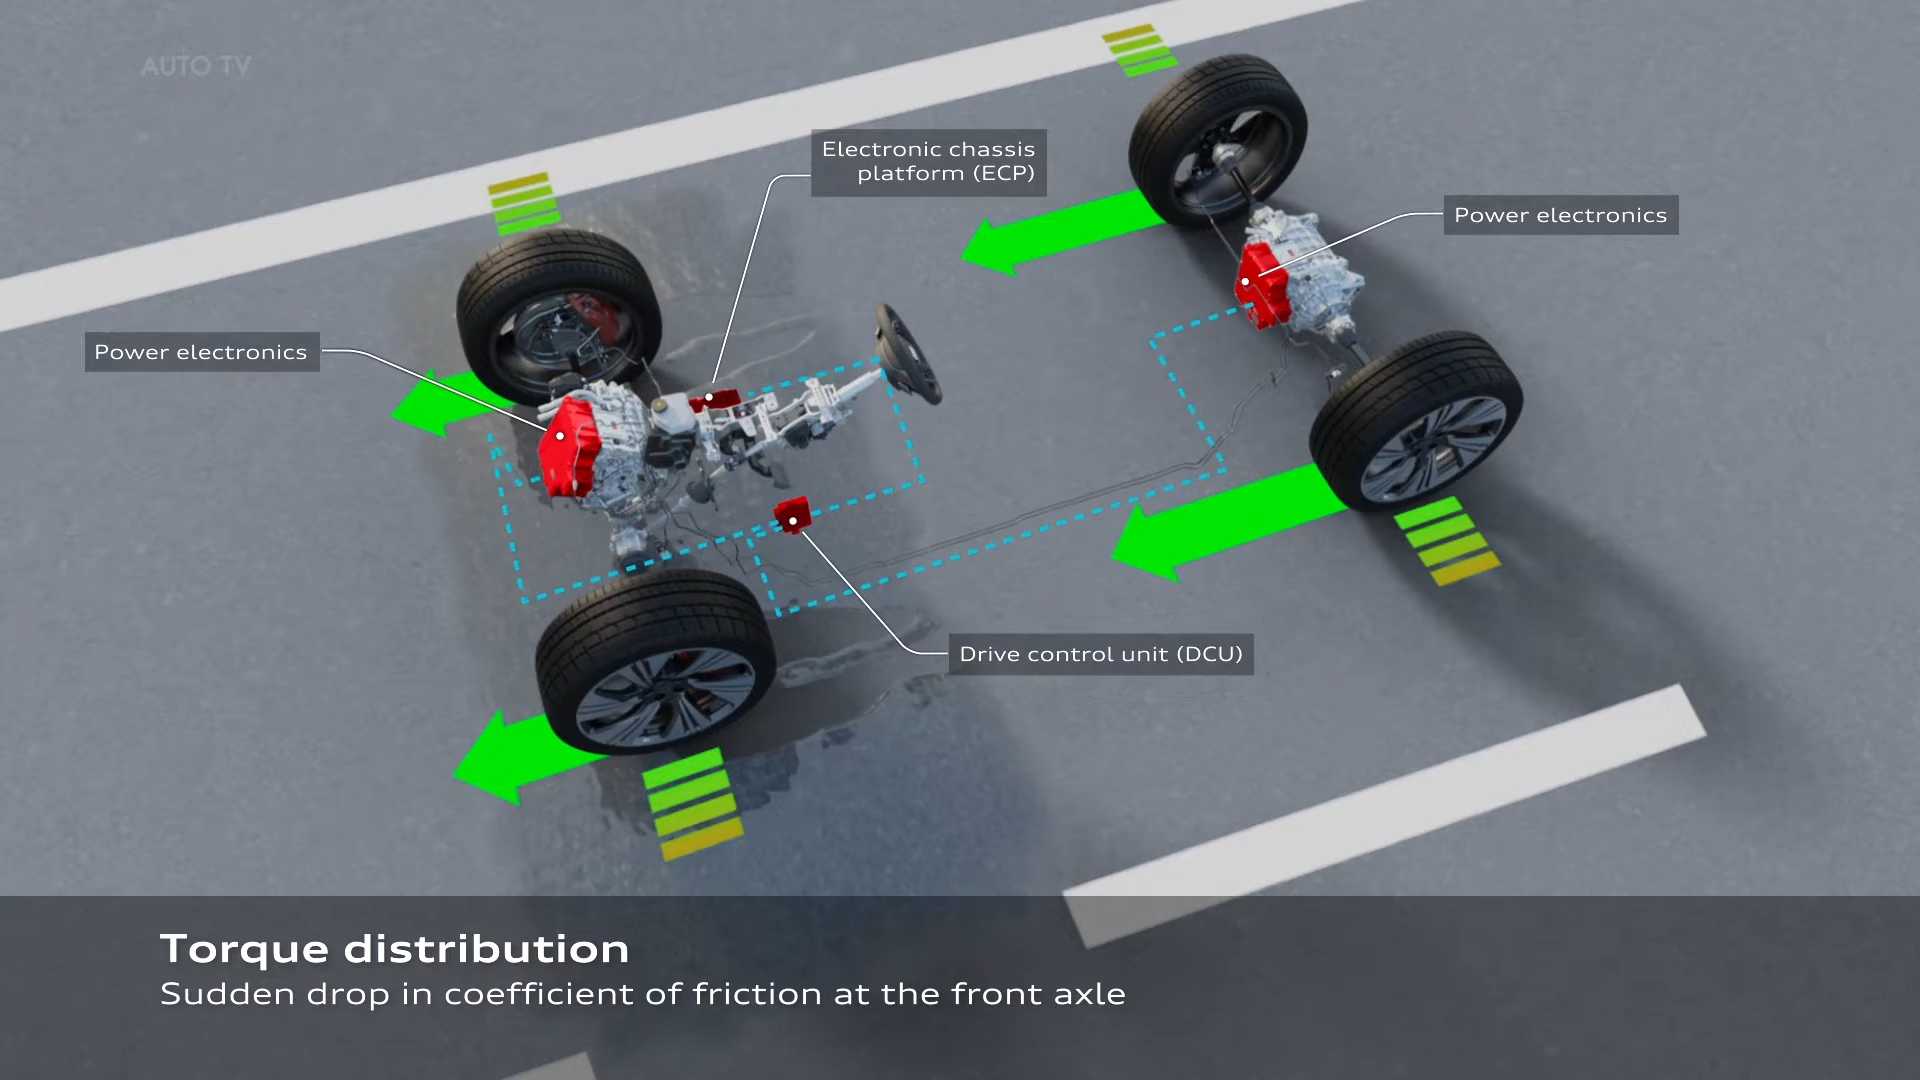 AUTO TV
Electronic chassis
platform (ECP)
Power electronics
Power electronics
Drive control unit (DCU)
Torque distribution
Sudden drop in coefficient of friction at the front axle